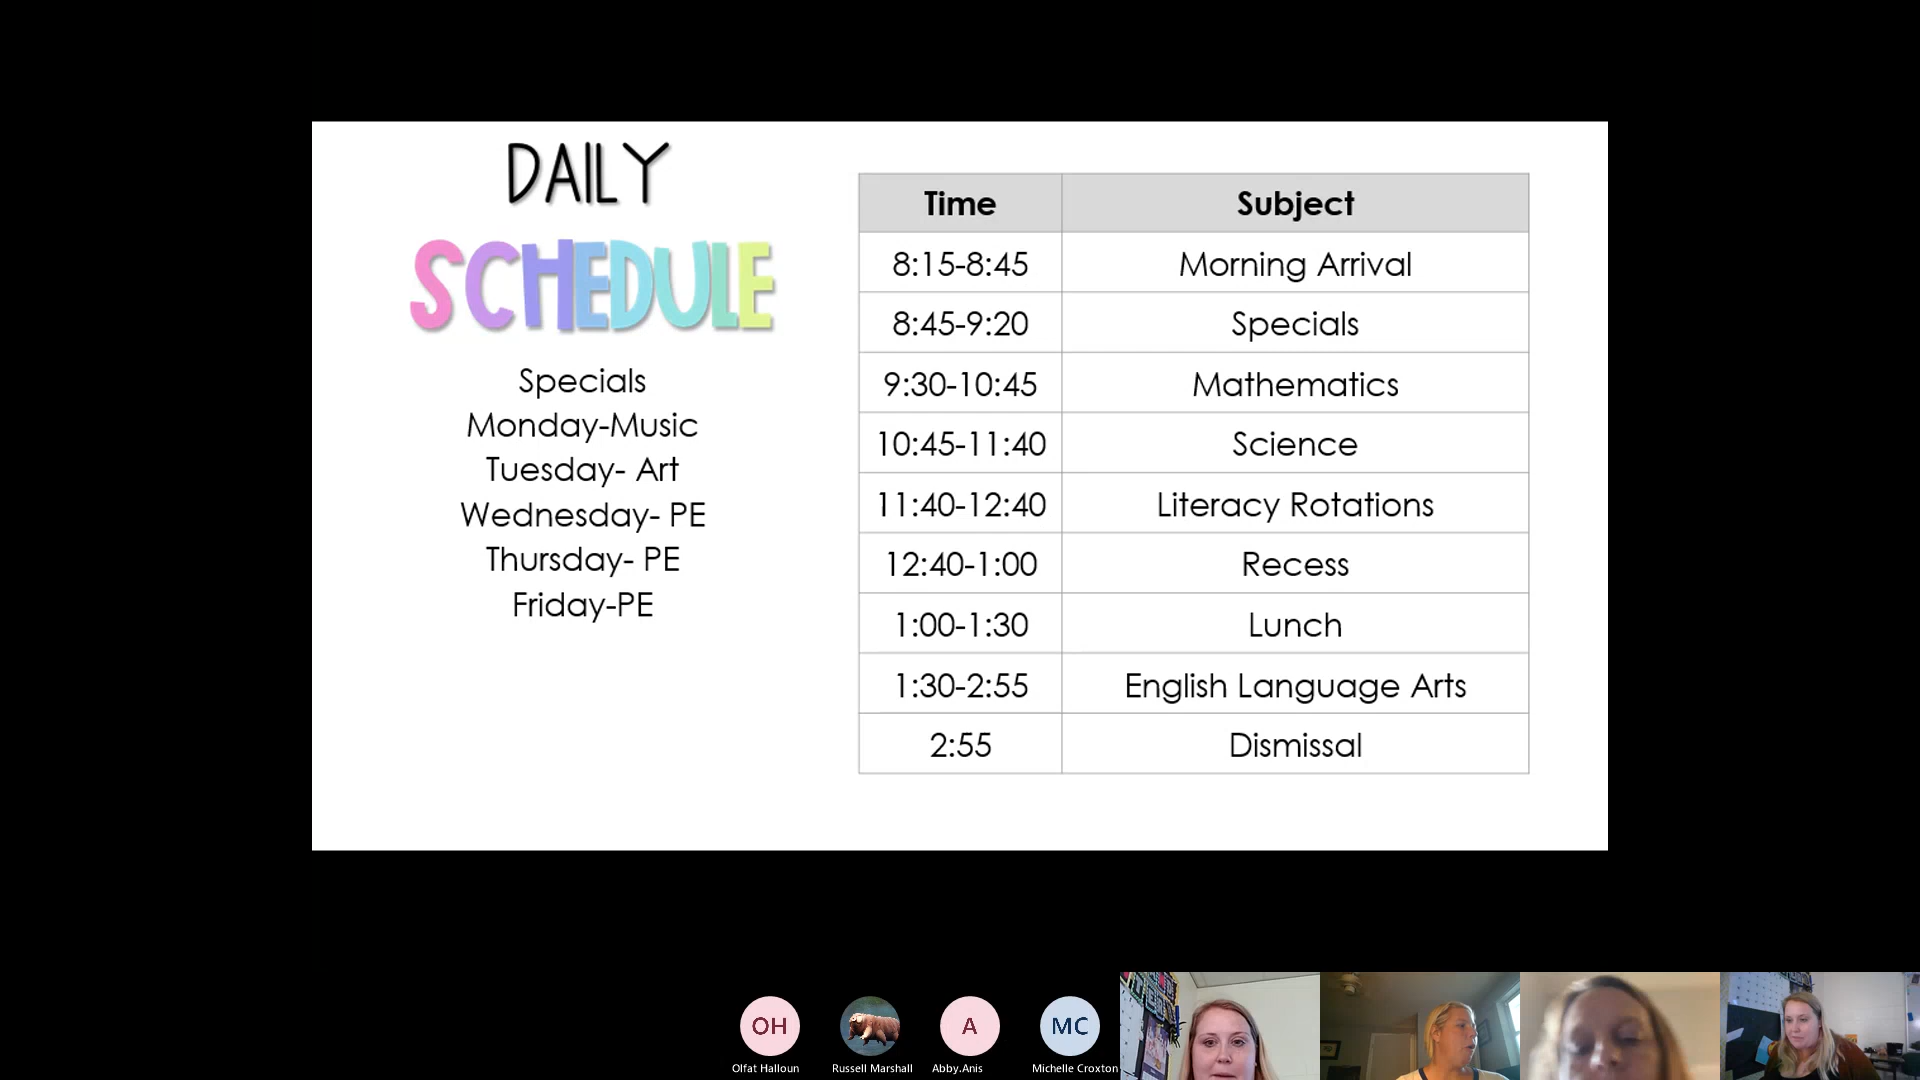 DAILY
SCHEDULE
Specials
Monday-Music
Tuesday- Art
Wednesday- PE
Thursday- PE
Friday-PE
Time Subject
8:15-8:45 Morning Arrival
8:45-9:20 Specials
9:30-10:45 Mathematics
10:45-11:40 Science
11:40-12:40 Literacy Rotations
12:40-1:00 Recess
1:00-1:30 Lunch
1:30-2:55 English Language Arts
2:55 Dismissal
OH A MC
Olfat Halloun Russell Marshall Abby.Anis Michelle Croxton